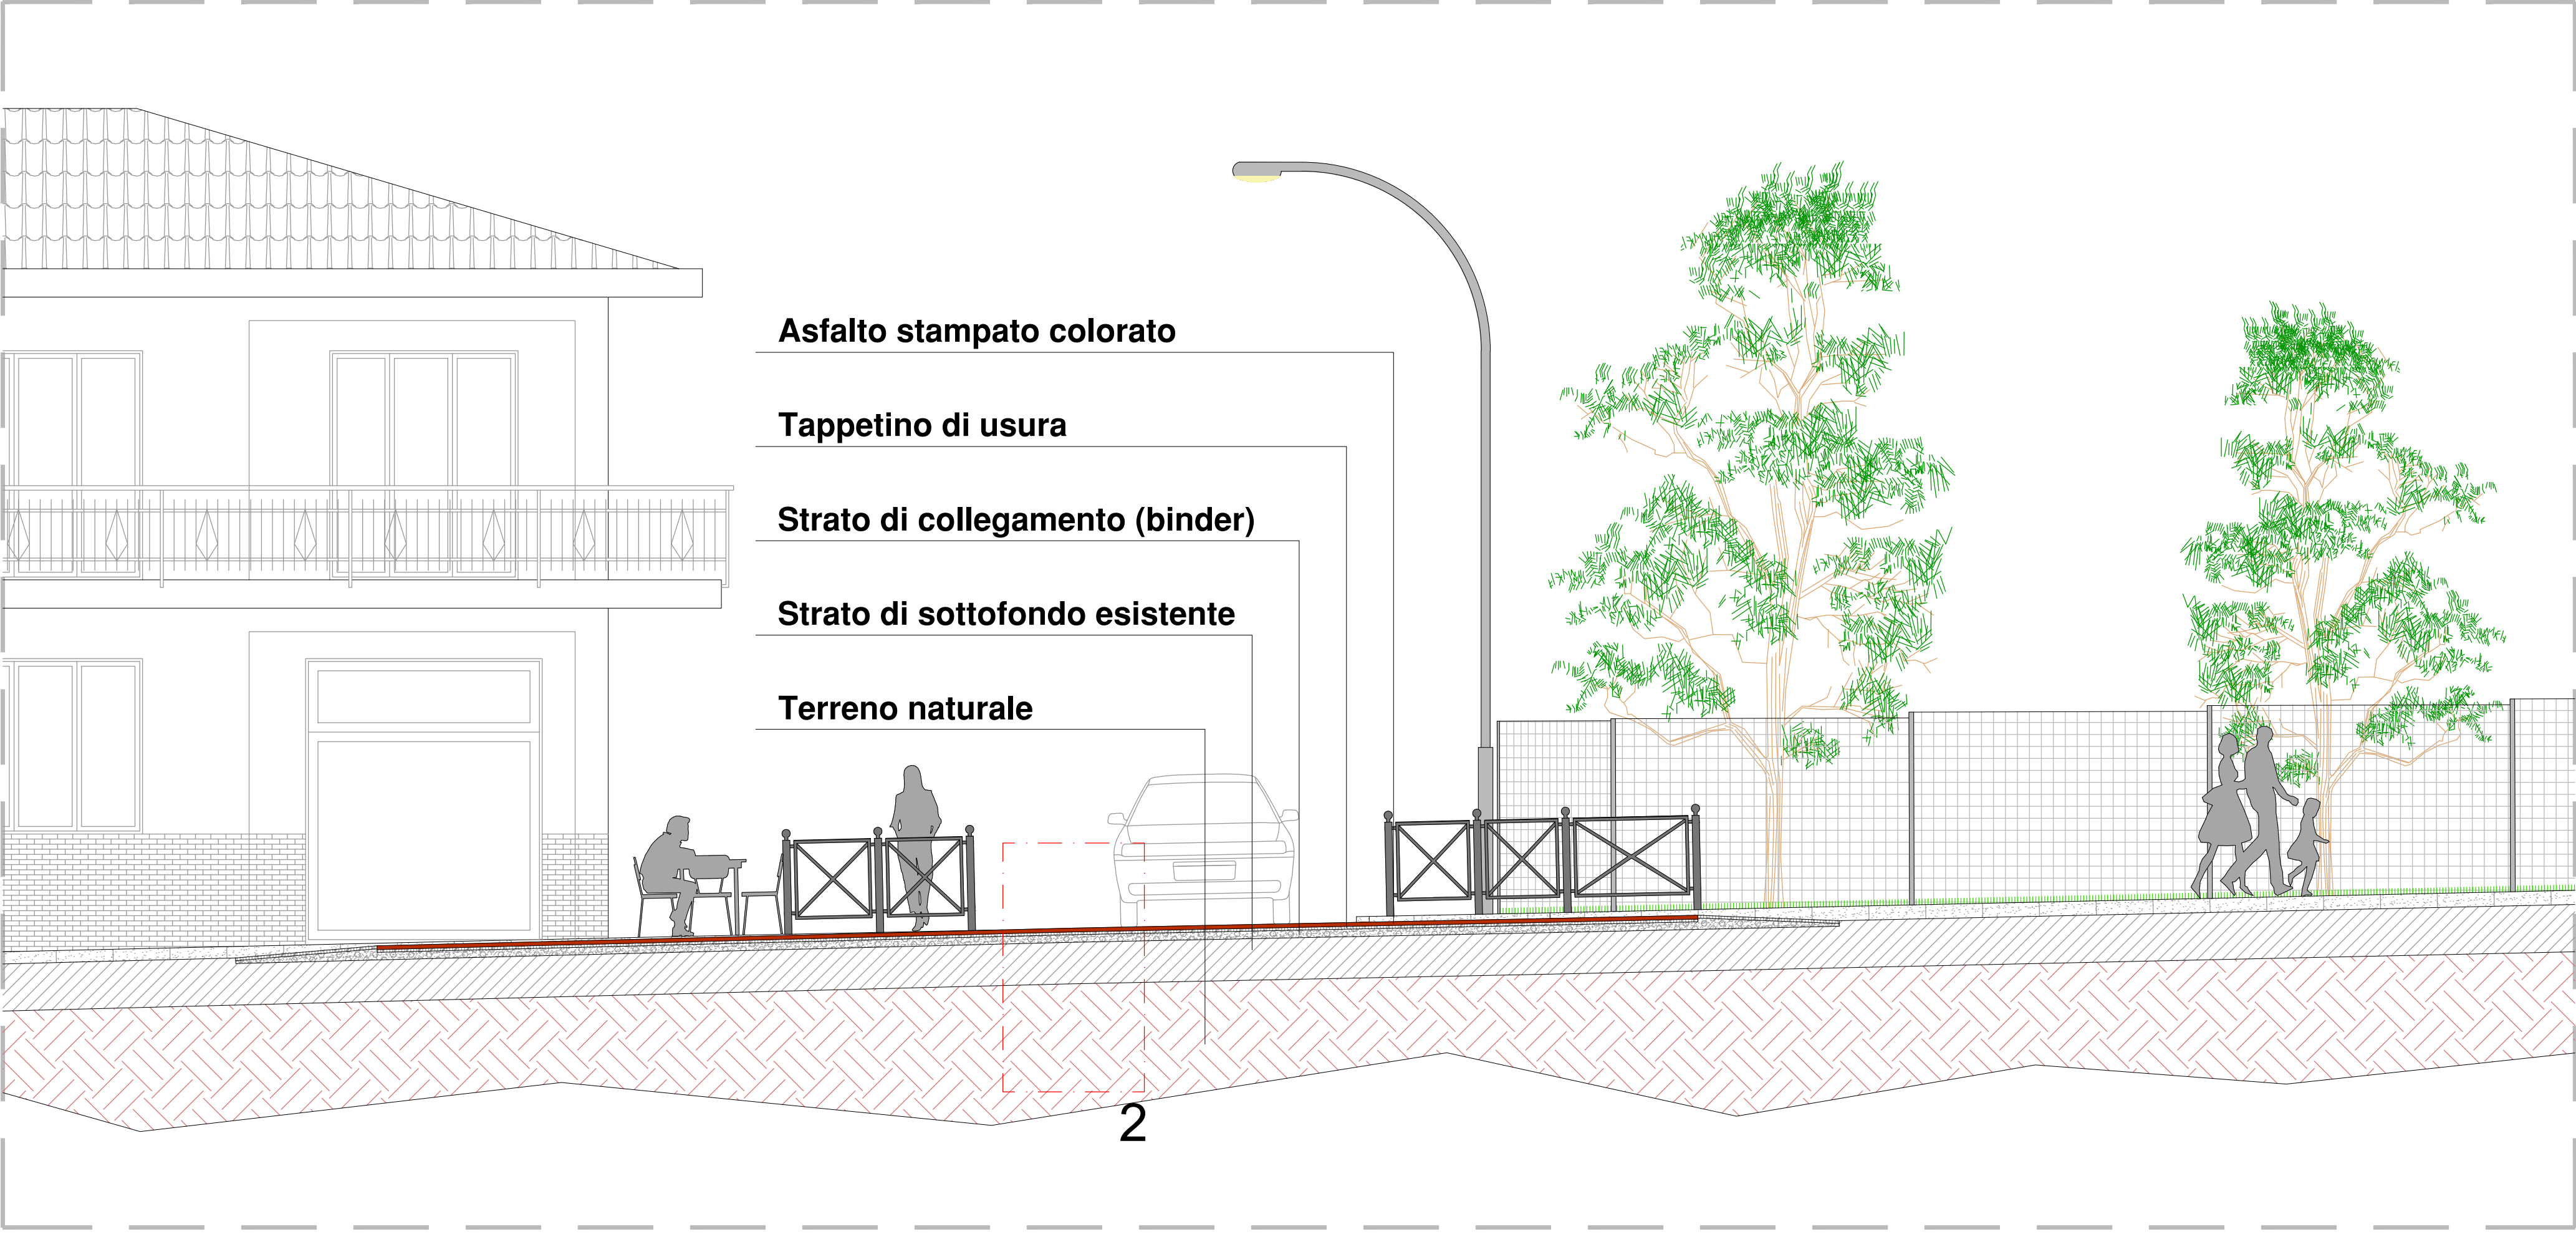 Asfalto stampato colorato
Tappetino di usura
Strato di collegamento (binder)
Strato di sottofondo esistente
Terreno naturale
2